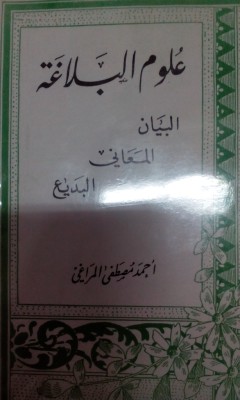 علوم البلاغة
البيان
المعاني
البديع
أحمد مصطفى المراغي